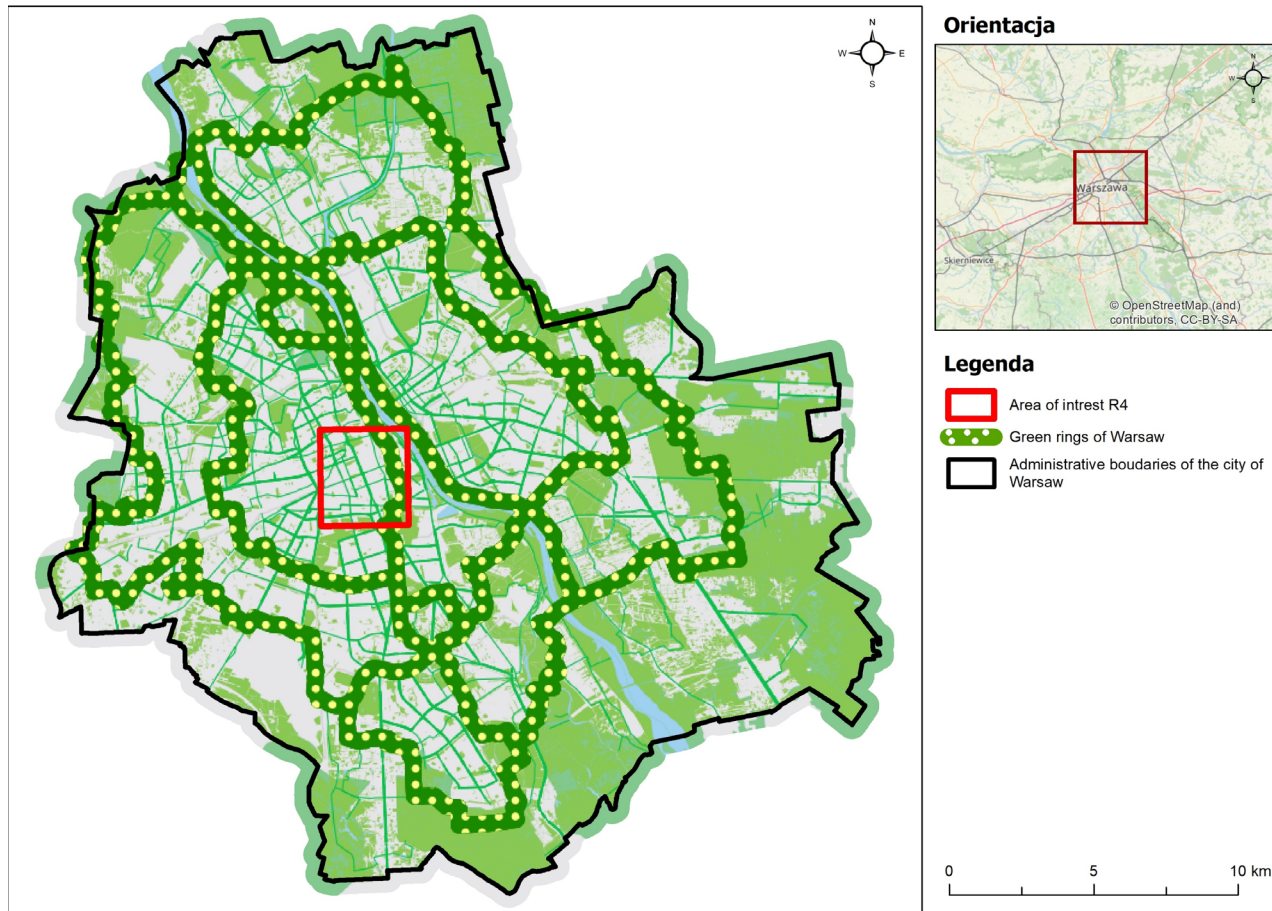 N
W E
S
Orientacja
N
W E
S
Warszawa
Skierniewice
© OpenStreetMap (and)
contributors, CC-BY-SA
Legenda
Area of intrest R4
Green rings of Warsaw
Administrative boudaries of the city of
Warsaw
0 5 10 km